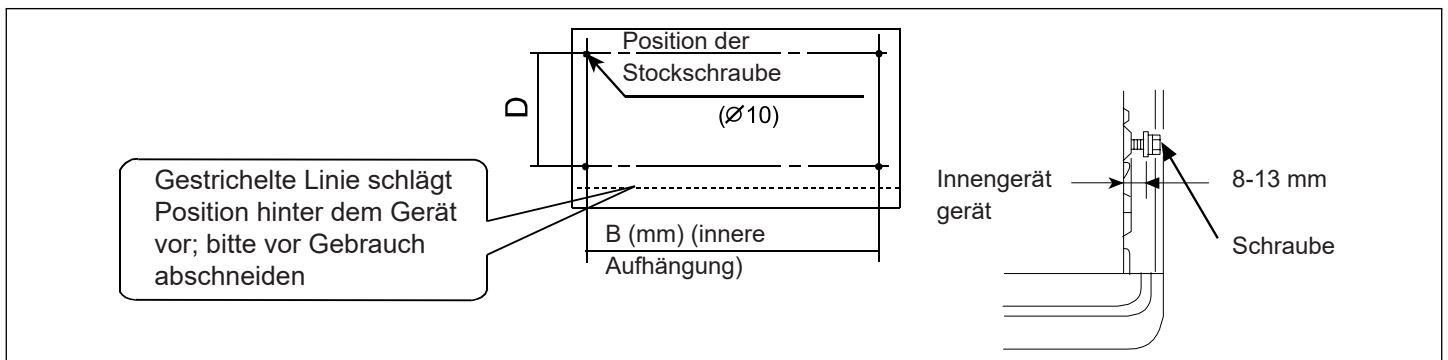 Position der
Stockschraube
(Ø10)
D
Gestrichelte Linie schlägt
Position hinter dem Gerät
vor; bitte vor Gebrauch
abschneiden
B (mm) (innere
Aufhängung)
Innengerät
gerät
8-13 mm
Schraube